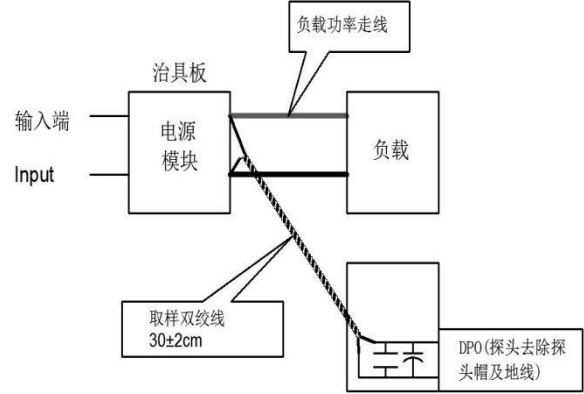 负载功率走线
治具板
输入端
电源
模块
负载
Input
取样双绞线
30±2cm
DPO(探头去除探
头帽及地线)